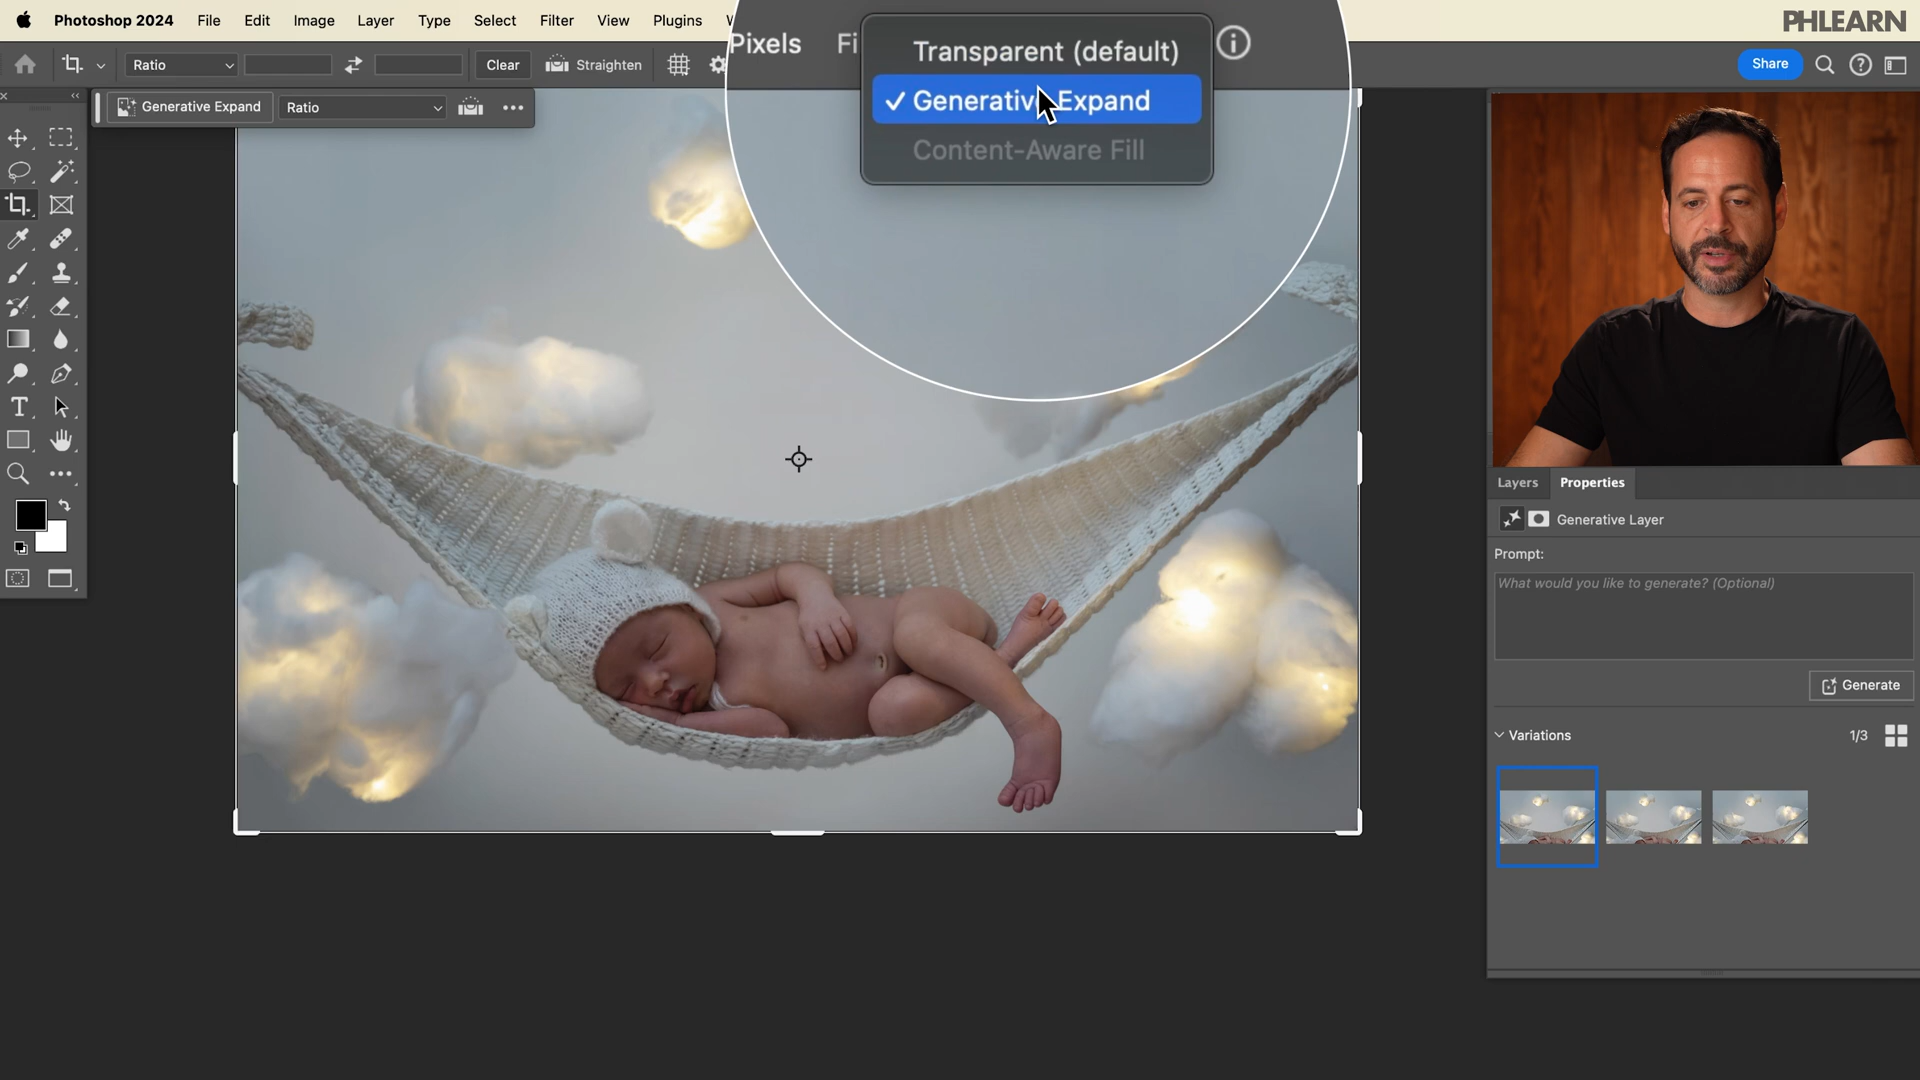 Photoshop 2024 File Edit Image Layer Type Select Filter View Plugins
PHLEARN
Ratio Clear Straighten
Pixels Fi
Transparent (default)
✓ Generative Expand
Content-Aware Fill
Share
Generative Expand Ratio
Layers Properties
Generative Layer
Prompt:
What would you like to generate? (Optional)
Generate
Variations 1/3